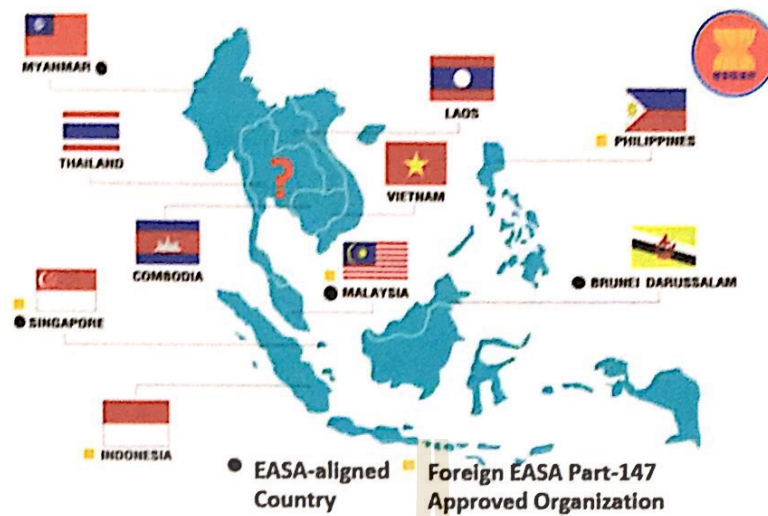 MYANMAR
LAOS
THAILAND
PHILIPPINES
?
VIETNAM
COMBODIA
MALAYSIA
BRUNEI DARUSSALAM
SINGAPORE
INDONESIA
EASA-aligned
Country
Foreign EASA Part-147
Approved Organization